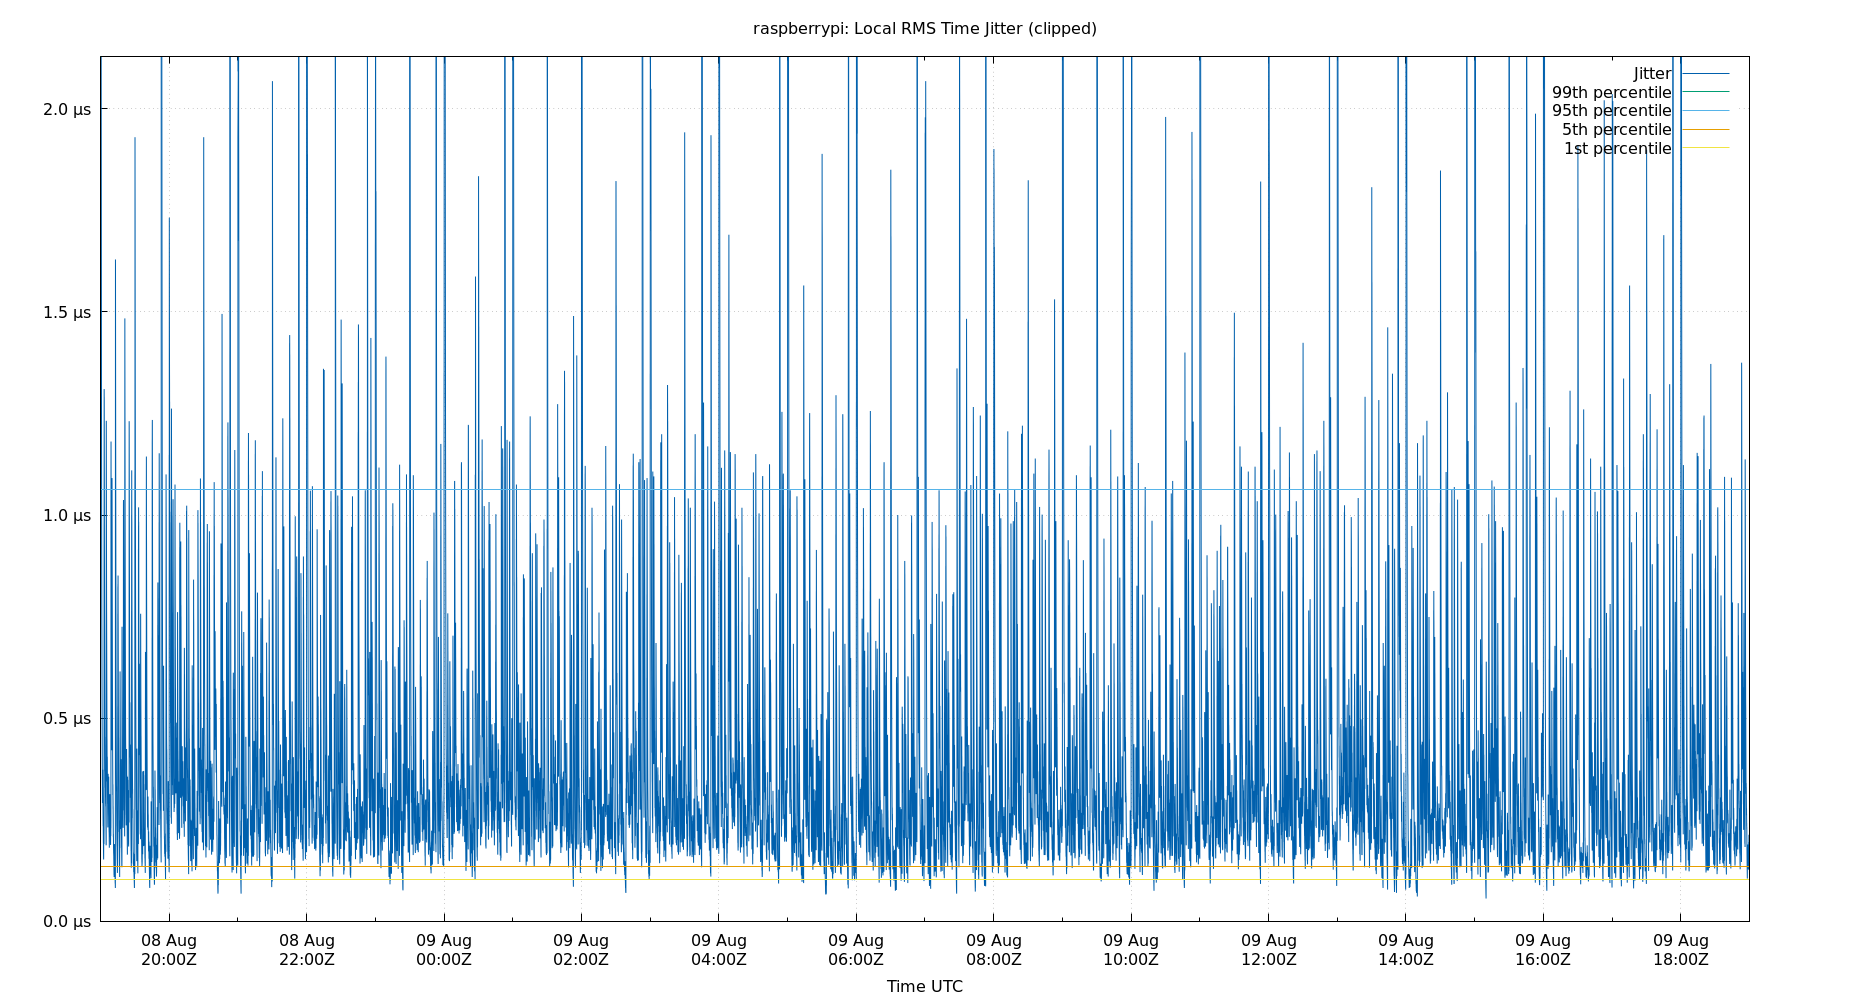 raspberrypi: Local RMS Time Jitter (clipped)
Jitter
99th percentile
95th percentile
5th percentile
1st percentile
2.0 µs
1.5 µs
1.0 µs
0.5 µs
0.0 µs
08 Aug 08 Aug 09 Aug 09 Aug 09 Aug 09 Aug 09 Aug 09 Aug 09 Aug 09 Aug 09 Aug 09 Aug
20:00Z 22:00Z 00:00Z 02:00Z 04:00Z 06:00Z 08:00Z 10:00Z 12:00Z 14:00Z 16:00Z 18:00Z
Time UTC